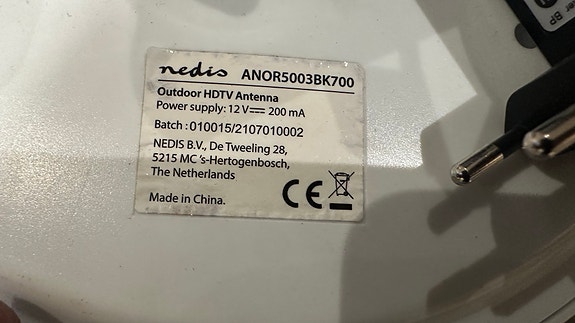 nedis ANOR5003BK700
Outdoor HDTV Antenna
Power supply: 12 V⎓ 200 mA
Batch : 010015/2107010002
NEDIS B.V., De Tweeling 28,
5215 MC 's-Hertogenbosch,
The Netherlands
Made in China.
CE
BP